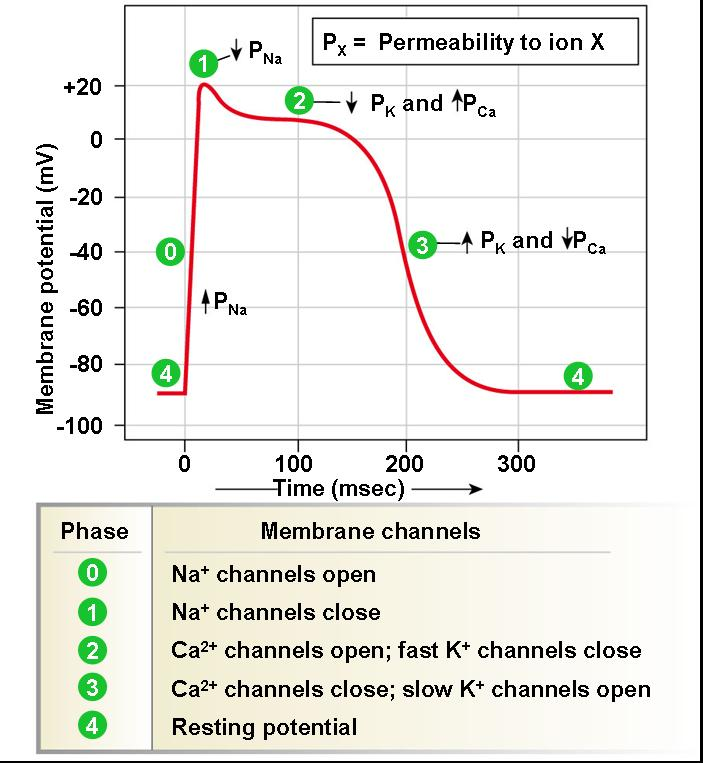 Pₓ = Permeability to ion X
1 ↓ P_Na
2 ↓ P_K and ↑P_Ca
3 ↑ P_K and ↓P_Ca
0
↑P_Na
4
4
Membrane potential (mV)
+20
0
-20
-40
-60
-80
-100
0 100 200 300
Time (msec)
Phase Membrane channels
0 Na⁺ channels open
1 Na⁺ channels close
2 Ca²⁺ channels open; fast K⁺ channels close
3 Ca²⁺ channels close; slow K⁺ channels open
4 Resting potential